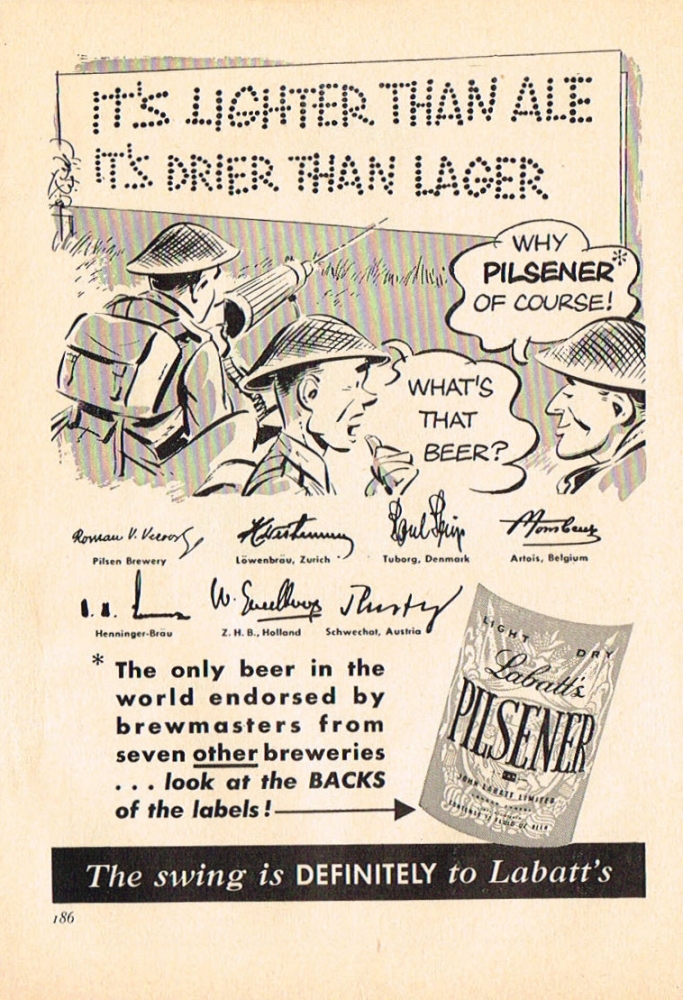 IT'S LIGHTER THAN ALE
IT'S DRIER THAN LAGER
WHY
PILSENER*
OF COURSE!
WHAT'S
THAT
BEER?
Pilsen Brewery
Löwenbräu, Zurich
Tuborg, Denmark
Artois, Belgium
Henninger-Bräu
Z. H. B., Holland
Schwechat, Austria
* The only beer in the
world endorsed by
brewmasters from
seven other breweries
. . . look at the BACKS
of the labels!
LIGHT DRY
Labatt's
PILSENER
JOHN LABATT LIMITED
The swing is DEFINITELY to Labatt's
186